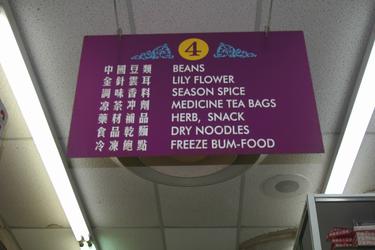 4
中國豆類 BEANS
金針雲耳 LILY FLOWER
調味香料 SEASON SPICE
凉茶冲劑 MEDICINE TEA BAGS
藥材補品 HERB, SNACK
食品乾麵 DRY NOODLES
冷凍飽點 FREEZE BUM-FOOD